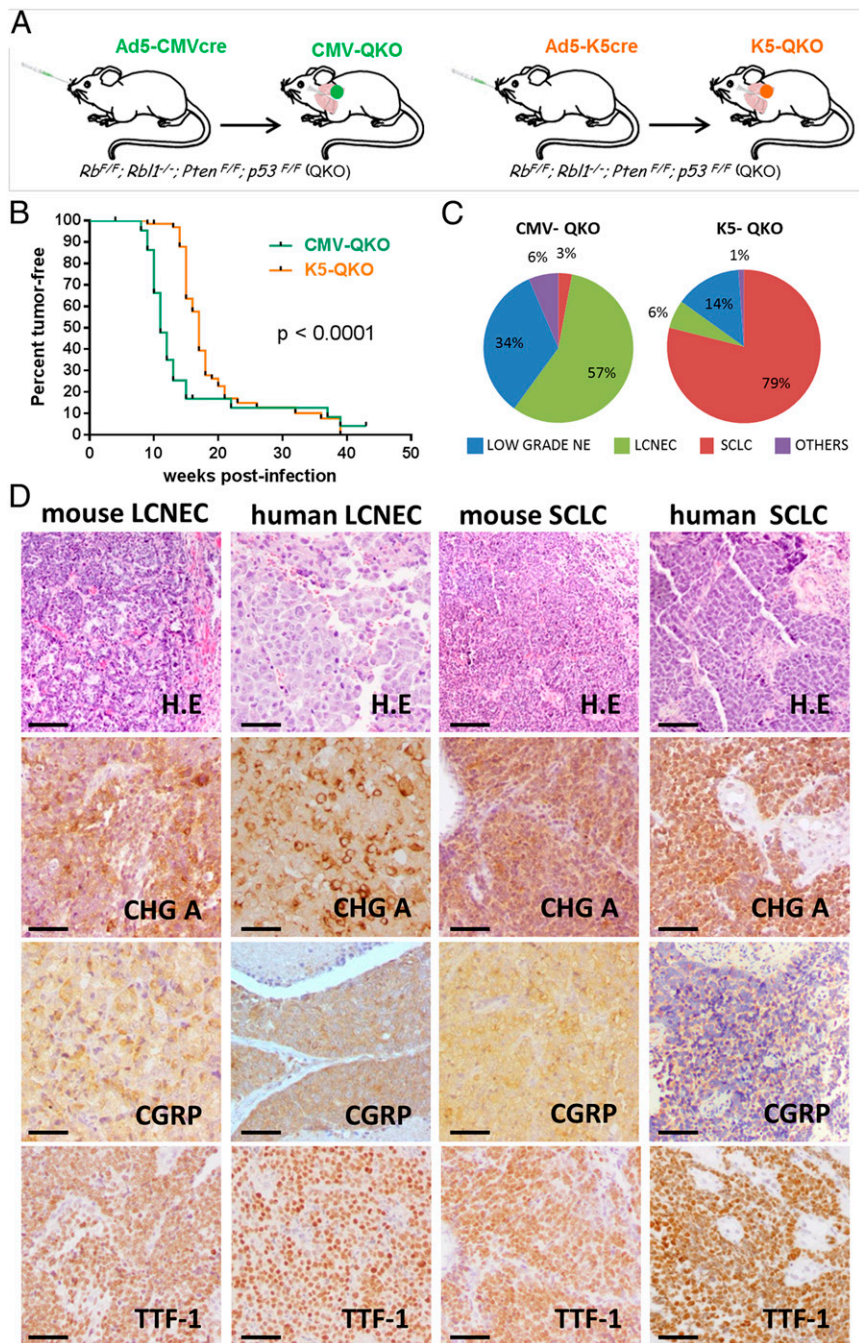 A
Ad5-CMVcre
CMV-QKO
Ad5-K5cre
K5-QKO
Rb^F/F; Rbl1^-/-; Pten ^F/F; p53 ^F/F (QKO)
Rb^F/F; Rbl1^-/-; Pten ^F/F; p53 ^F/F (QKO)
B
Percent tumor-free
100
90
80
70
60
50
40
30
20
10
0
CMV-QKO
K5-QKO
p < 0.0001
0 10 20 30 40 50
weeks post-infection
C
CMV- QKO
K5- QKO
6%
3%
34%
57%
1%
6%
14%
79%
LOW GRADE NE LCNEC SCLC OTHERS
D
mouse LCNEC human LCNEC mouse SCLC human SCLC
H.E H.E H.E H.E
CHG A CHG A CHG A CHG A
CGRP CGRP CGRP CGRP
TTF-1 TTF-1 TTF-1 TTF-1